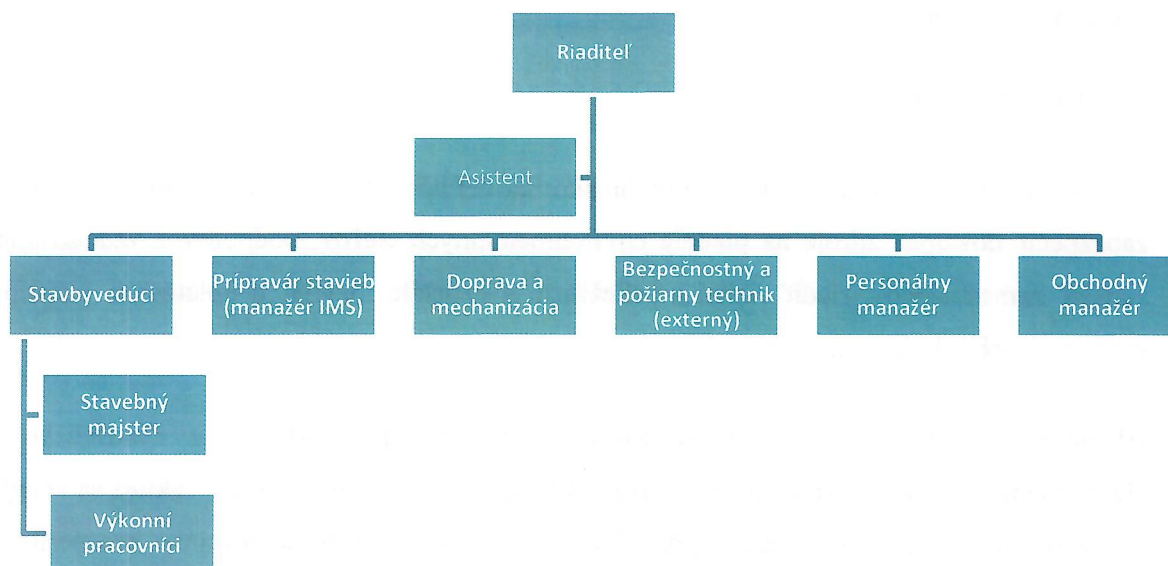 Riaditeľ
Asistent
Stavbyvedúci
Prípravár stavieb
(manažér IMS)
Doprava a
mechanizácia
Bezpečnostný a
požiarny technik
(externý)
Personálny
manažér
Obchodný
manažér
Stavebný
majster
Výkonní
pracovníci